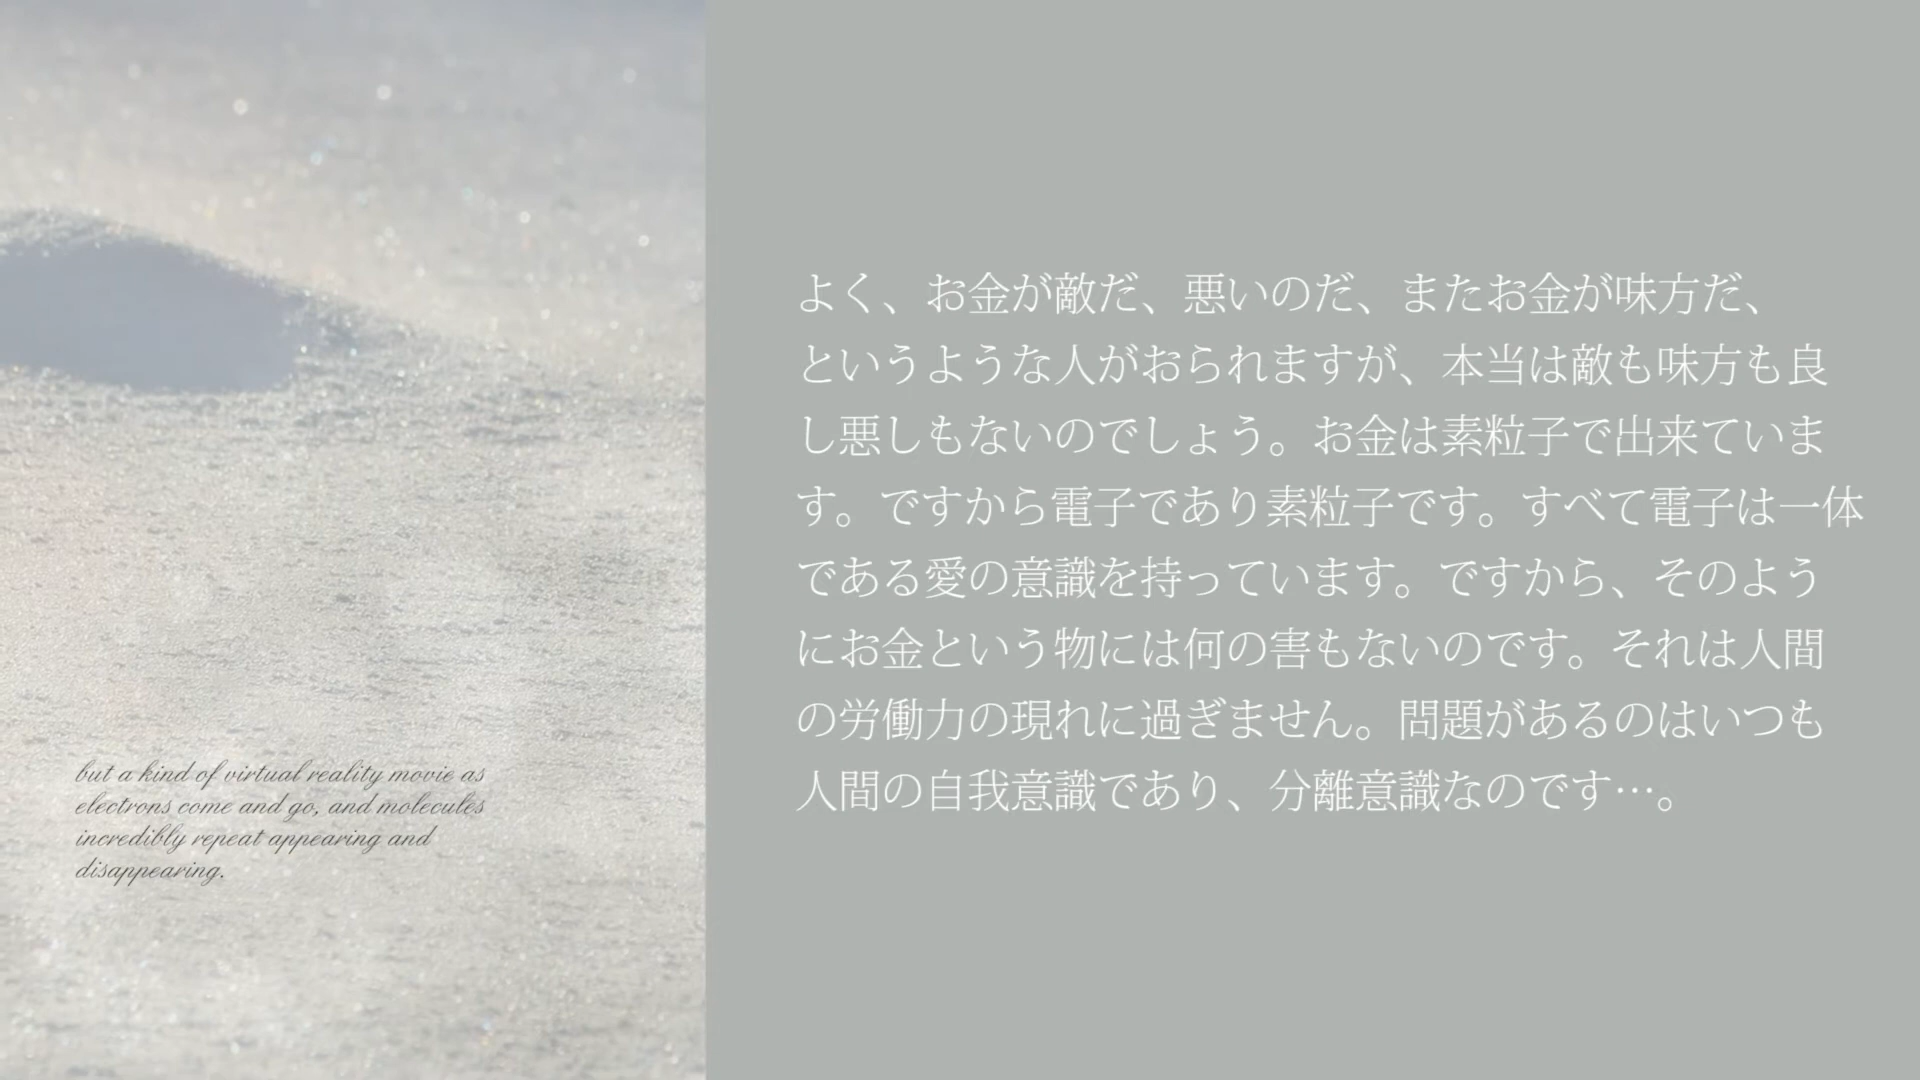 よく、お金が敵だ、悪いのだ、またお金が味方だ、
というような人がおられますが、本当は敵も味方も良
し悪しもないのでしょう。お金は素粒子で出来ていま
す。ですから電子であり素粒子です。すべて電子は一体
である愛の意識を持っています。ですから、そのよう
にお金という物には何の害もないのです。それは人間
の労働力の現れに過ぎません。問題があるのはいつも
人間の自我意識であり、分離意識なのです…。
but a kind of virtual reality movie as
electrons come and go, and molecules
incredibly repeat appearing and
disappearing.